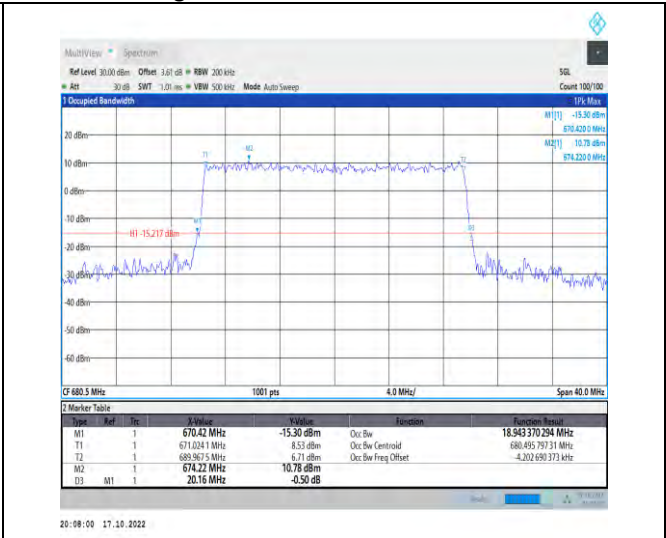 MultiView Spectrum
Ref Level 30.00 dBm Offset 3.61 dB RBW 200 kHz SGL
Att 30 dB SWT 1.01 ms VBW 500 kHz Mode Auto Sweep Count 100/100
1 Occupied Bandwidth 1Pk Max
M1[1] -15.30 dBm
670.420 0 MHz
M2[1] 10.78 dBm
674.220 0 MHz
20 dBm
T1 M2 T2
10 dBm
0 dBm
-10 dBm
M1 D3
H1 -15.217 dBm
-20 dBm
-30 dBm
-40 dBm
-50 dBm
-60 dBm
CF 680.5 MHz 1001 pts 4.0 MHz/ Span 40.0 MHz
2 Marker Table
Type Ref Trc X-Value Y-Value Function Function Result
M1 1 670.42 MHz -15.30 dBm Occ Bw 18.943 370 294 MHz
T1 1 671.024 1 MHz 8.53 dBm Occ Bw Centroid 680.495 797 31 MHz
T2 1 689.967 5 MHz 6.71 dBm Occ Bw Freq Offset -4.202 690 373 kHz
M2 1 674.22 MHz 10.78 dBm
D3 M1 1 20.16 MHz -0.50 dB
20:08:00 17.10.2022